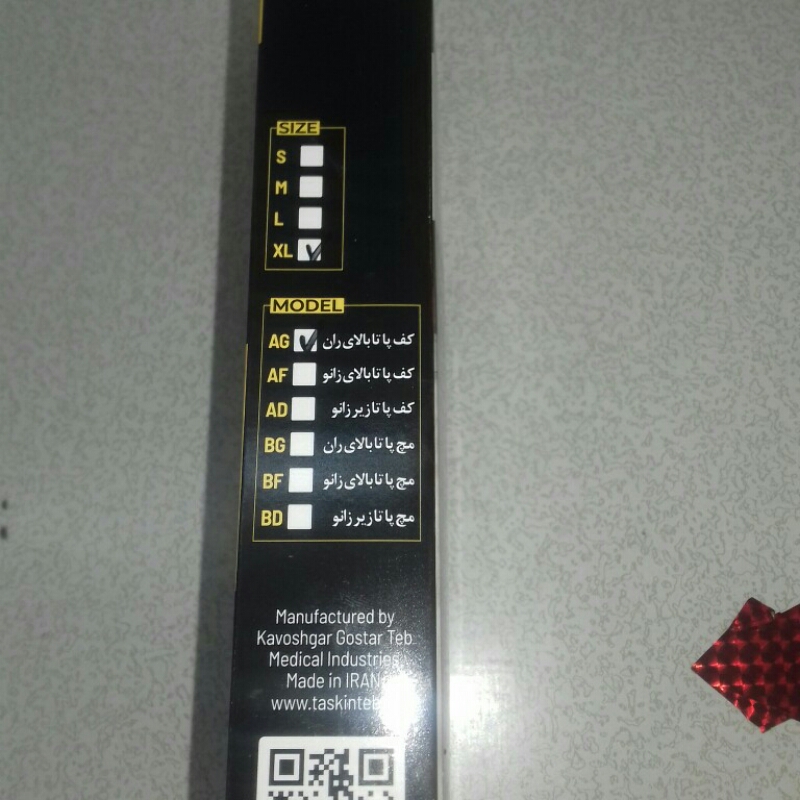 SIZE
S
M
L
XL
MODEL
AG کف پا تا بالای ران
AF کف پا تا بالای زانو
AD کف پا تا زیر زانو
BG مچ پا تا بالای ران
BF مچ پا تا بالای زانو
BD مچ پا تا زیر زانو
Manufactured by
Kavoshgar Gostar Teb
Medical Industries
Made in IRAN